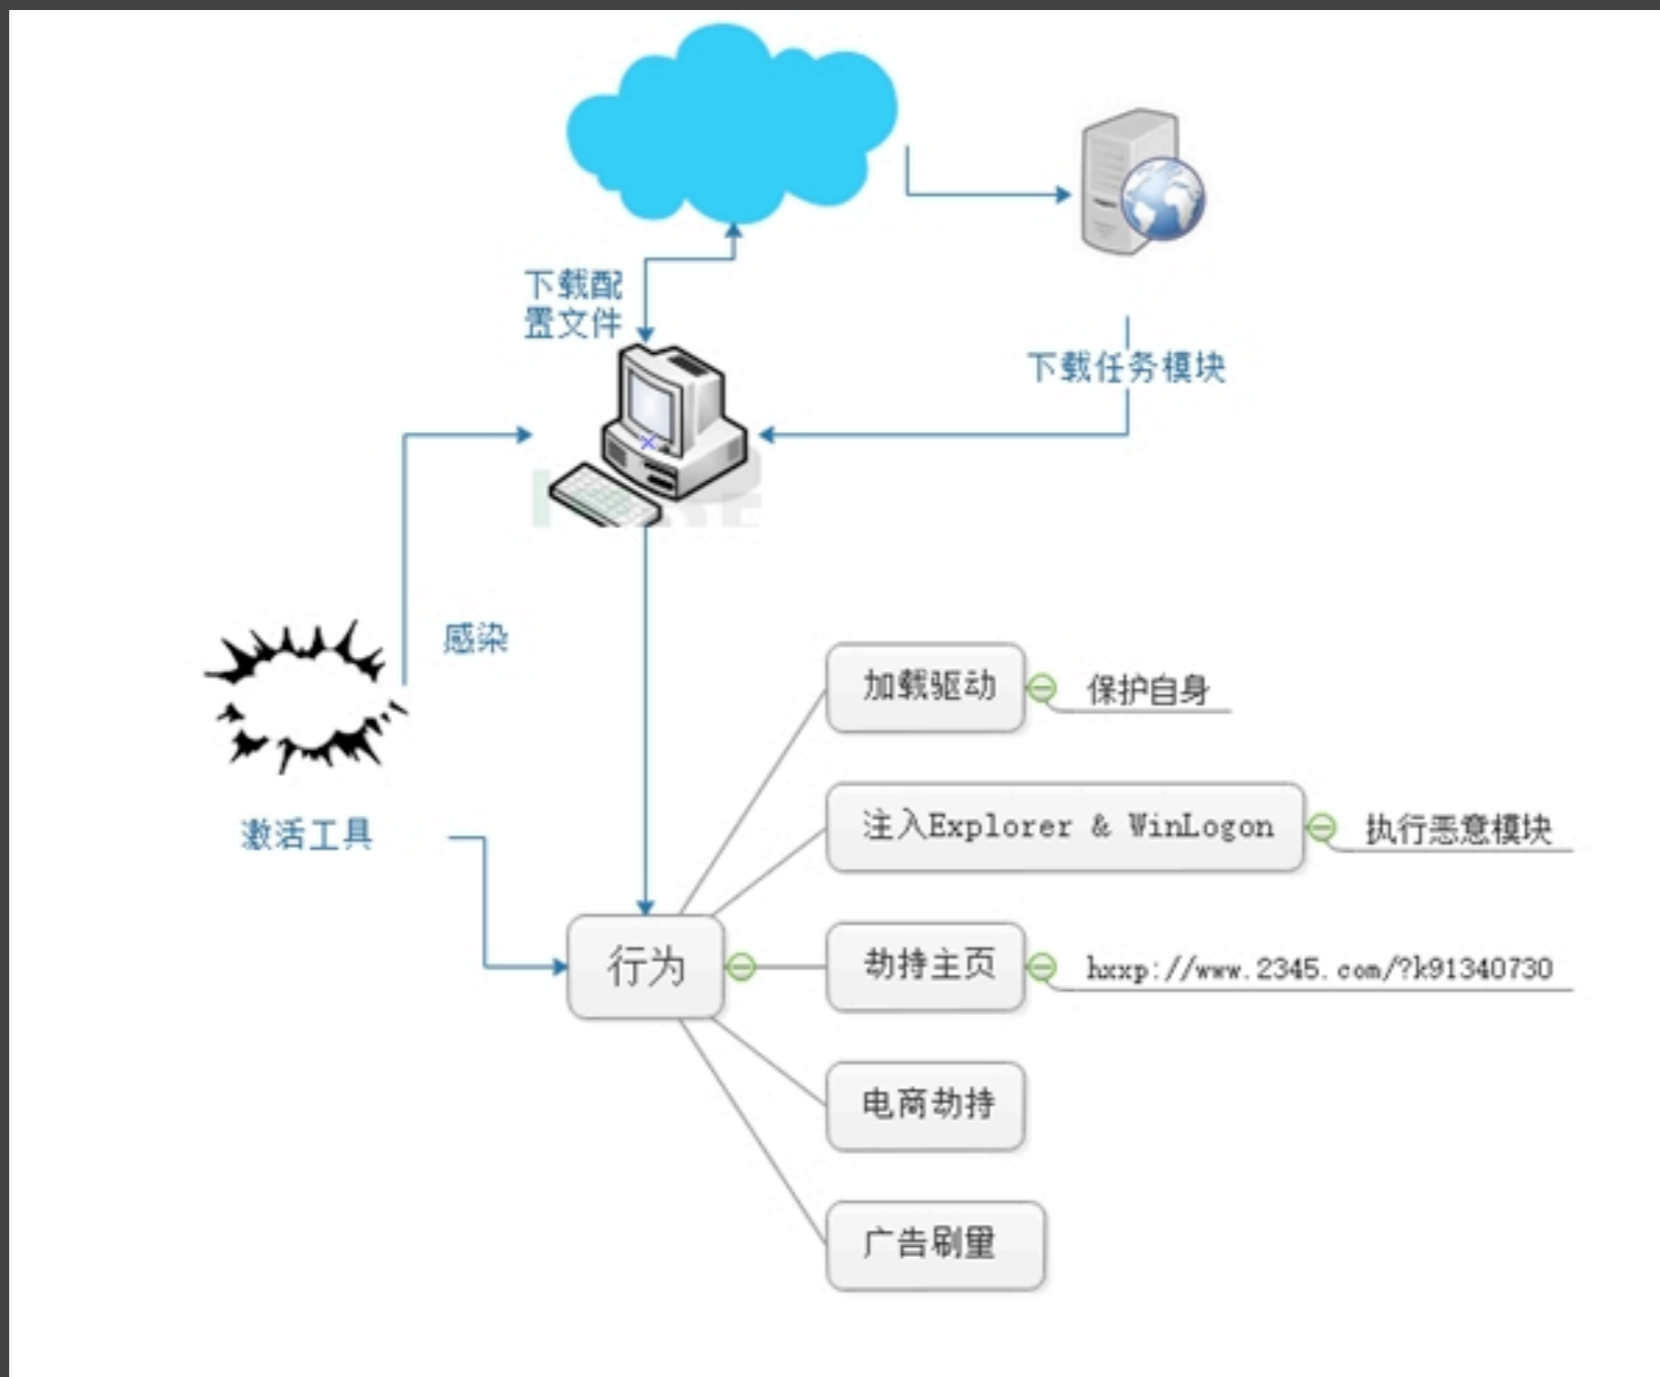 下载配
置文件
下载任务模块
感染
激活工具
加载驱动
保护自身
注入Explorer & WinLogon
执行恶意模块
行为
劫持主页
hxxp://www.2345.com/?k91340730
电商劫持
广告刷量